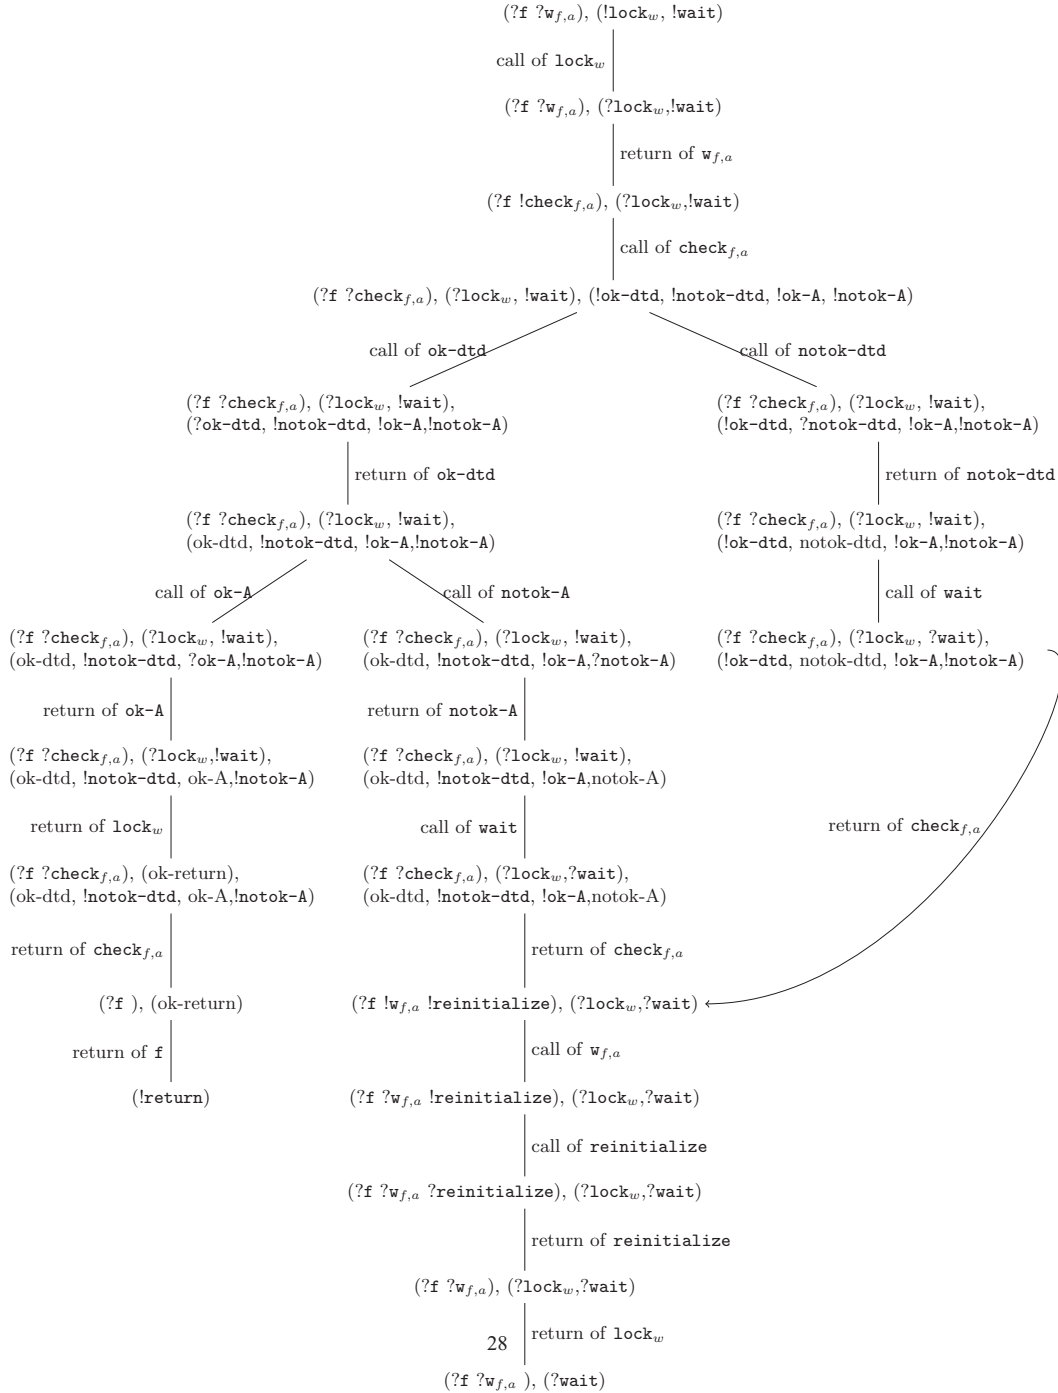 (?f ?w_{f,a}), (!lock_w, !wait)
call of lock_w
(?f ?w_{f,a}), (?lock_w,!wait)
return of w_{f,a}
(?f !check_{f,a}), (?lock_w,!wait)
call of check_{f,a}
(?f ?check_{f,a}), (?lock_w, !wait), (!ok-dtd, !notok-dtd, !ok-A, !notok-A)
call of ok-dtd
call of notok-dtd
(?f ?check_{f,a}), (?lock_w, !wait),
(?ok-dtd, !notok-dtd, !ok-A,!notok-A)
(?f ?check_{f,a}), (?lock_w, !wait),
(!ok-dtd, ?notok-dtd, !ok-A,!notok-A)
return of ok-dtd
return of notok-dtd
(?f ?check_{f,a}), (?lock_w, !wait),
(ok-dtd, !notok-dtd, !ok-A,!notok-A)
(?f ?check_{f,a}), (?lock_w, !wait),
(!ok-dtd, notok-dtd, !ok-A,!notok-A)
call of ok-A
call of notok-A
call of wait
(?f ?check_{f,a}), (?lock_w, !wait),
(ok-dtd, !notok-dtd, ?ok-A,!notok-A)
(?f ?check_{f,a}), (?lock_w, !wait),
(ok-dtd, !notok-dtd, !ok-A,?notok-A)
(?f ?check_{f,a}), (?lock_w, ?wait),
(!ok-dtd, notok-dtd, !ok-A,!notok-A)
return of ok-A
return of notok-A
(?f ?check_{f,a}), (?lock_w,!wait),
(ok-dtd, !notok-dtd, ok-A,!notok-A)
(?f ?check_{f,a}), (?lock_w, !wait),
(ok-dtd, !notok-dtd, !ok-A,notok-A)
return of lock_w
call of wait
return of check_{f,a}
(?f ?check_{f,a}), (ok-return),
(ok-dtd, !notok-dtd, ok-A,!notok-A)
(?f ?check_{f,a}), (?lock_w,?wait),
(ok-dtd, !notok-dtd, !ok-A,notok-A)
return of check_{f,a}
return of check_{f,a}
(?f ), (ok-return)
(?f !w_{f,a} !reinitialize), (?lock_w,?wait)
return of f
call of w_{f,a}
(!return)
(?f ?w_{f,a} !reinitialize), (?lock_w,?wait)
call of reinitialize
(?f ?w_{f,a} ?reinitialize), (?lock_w,?wait)
return of reinitialize
(?f ?w_{f,a}), (?lock_w,?wait)
return of lock_w
28
(?f ?w_{f,a} ), (?wait)